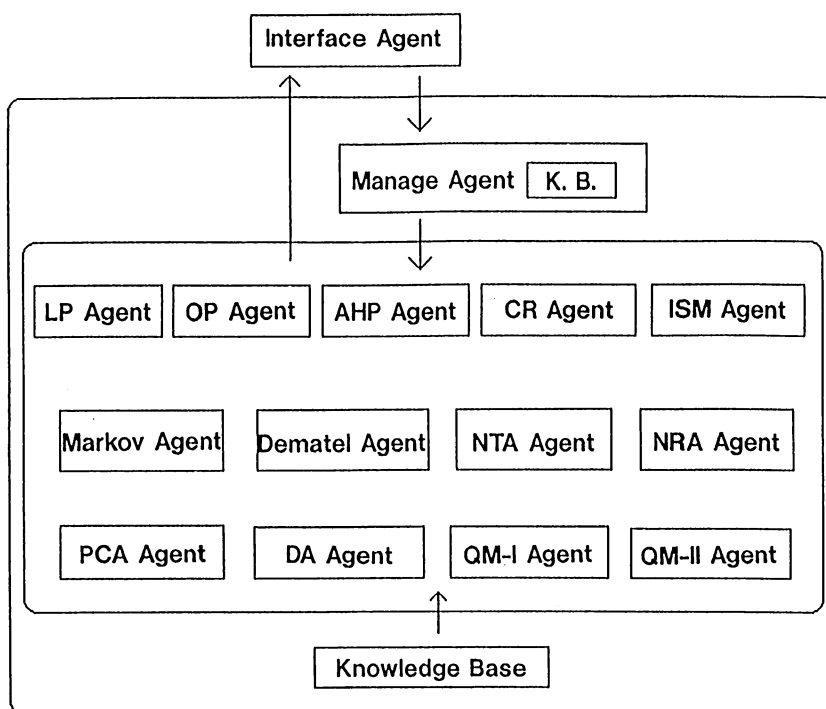 Interface Agent
Manage Agent K. B.
LP Agent OP Agent AHP Agent CR Agent ISM Agent
Markov Agent Dematel Agent NTA Agent NRA Agent
PCA Agent DA Agent QM-I Agent QM-II Agent
Knowledge Base